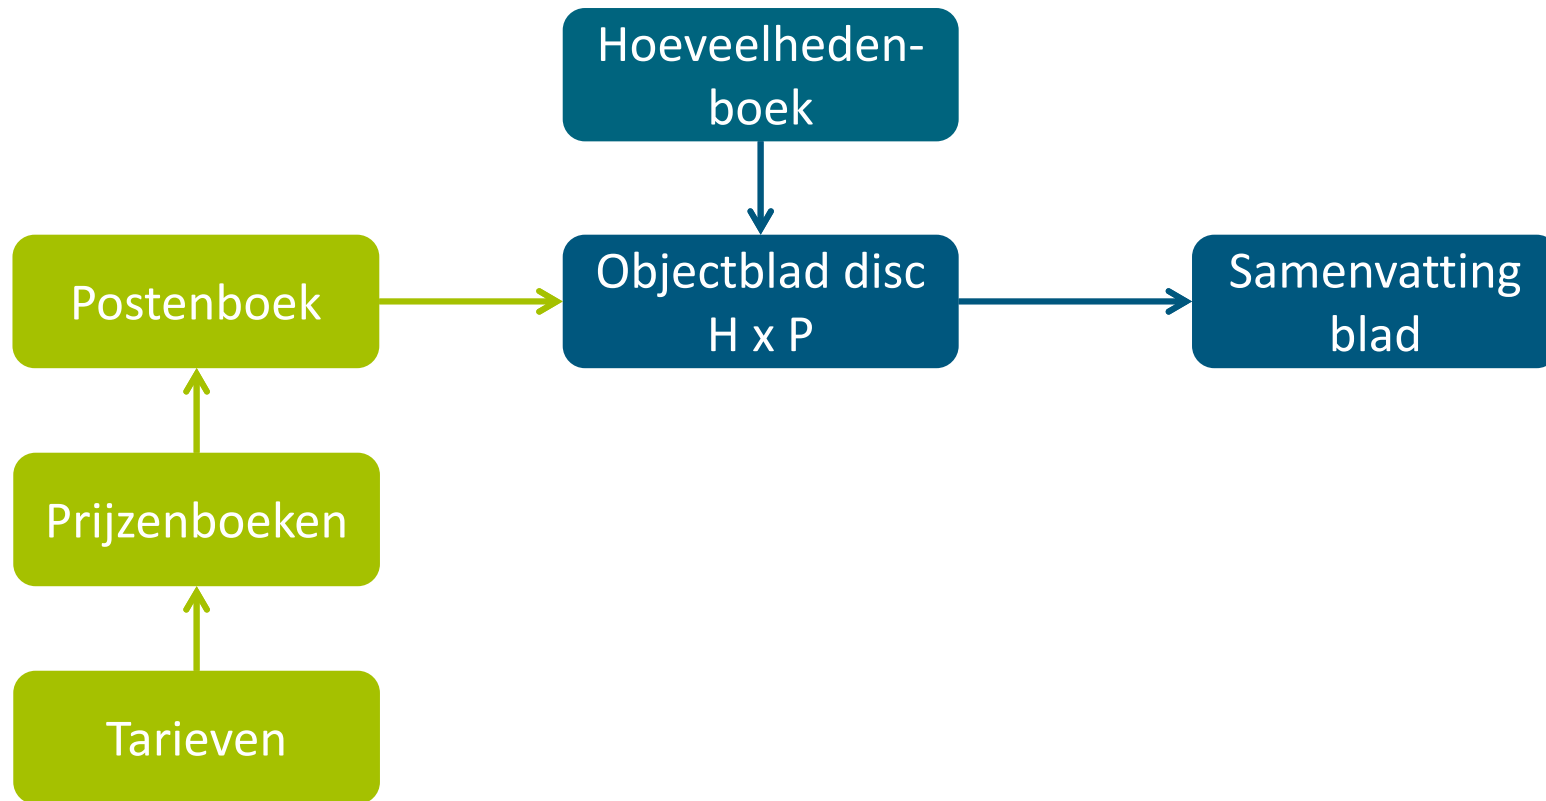 Hoeveelheden-
boek
Postenboek
Objectblad disc
H x P
Samenvatting
blad
Prijzenboeken
Tarieven